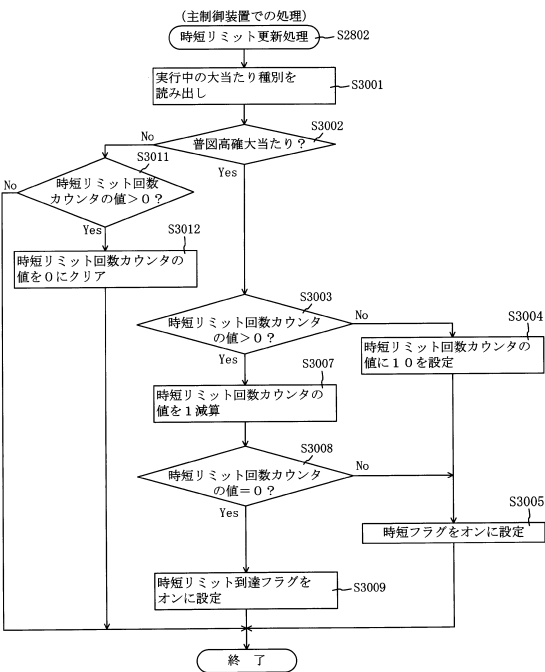 (主制御装置での処理)
時短リミット更新処理
S2802
実行中の大当たり種別を
読み出し
S3001
普図高確大当たり？
S3002
No
Yes
S3011
時短リミット回数
カウンタの値＞０？
No
Yes
S3012
時短リミット回数カウンタの
値を０にクリア
S3003
時短リミット回数カウンタ
の値＞０？
No
Yes
S3004
時短リミット回数カウンタの
値に１０を設定
S3007
時短リミット回数カウンタの
値を１減算
S3008
時短リミット回数カウンタ
の値＝０？
No
Yes
S3005
時短フラグをオンに設定
時短リミット到達フラグを
オンに設定
S3009
終 了